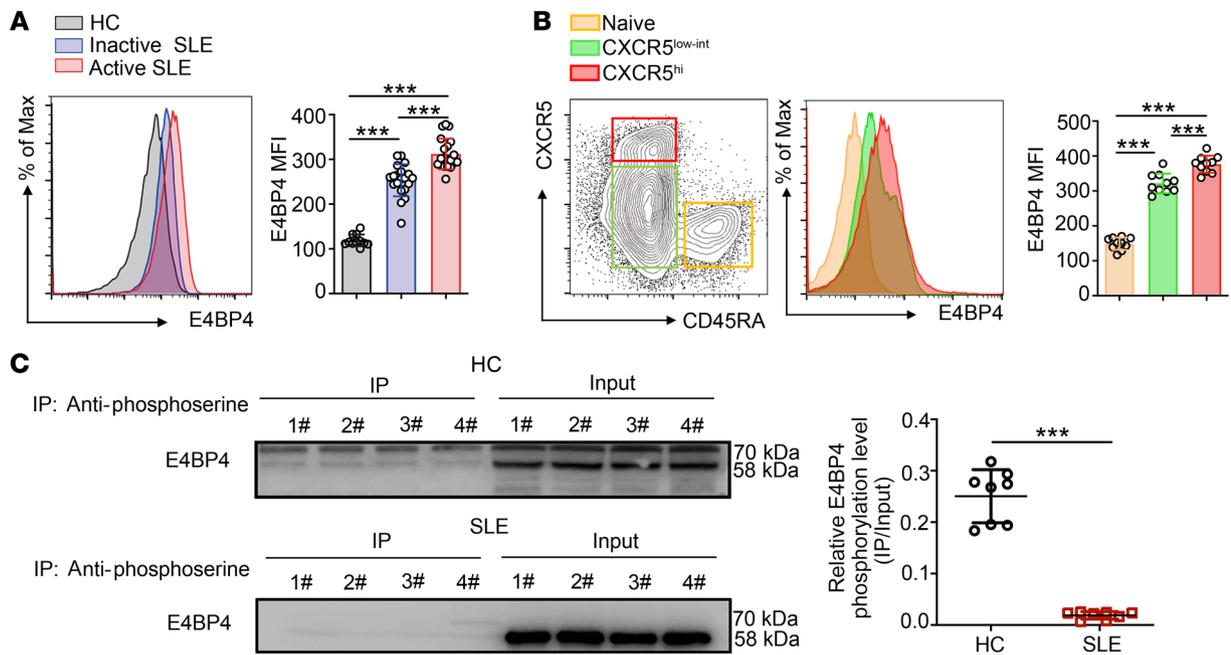 A
HC
Inactive SLE
Active SLE
% of Max
E4BP4
E4BP4 MFI
400
300
200
100
0
***
***
***
B
Naive
CXCR5low-int
CXCR5hi
CXCR5
CD45RA
% of Max
E4BP4
E4BP4 MFI
500
400
300
200
100
0
***
***
***
C
HC
IP
Input
IP: Anti-phosphoserine
1# 2# 3# 4# 1# 2# 3# 4#
E4BP4
70 kDa
58 kDa
SLE
IP
Input
IP: Anti-phosphoserine
1# 2# 3# 4# 1# 2# 3# 4#
E4BP4
70 kDa
58 kDa
Relative E4BP4
phosphorylation level
(IP/Input)
0.4
0.3
0.2
0.1
0.0
***
HC
SLE